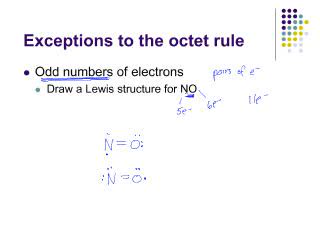 Exceptions to the octet rule
Odd numbers of electrons
pairs of e⁻
Draw a Lewis structure for NO
5e⁻ 6e⁻ 11e⁻
N=O
N=O